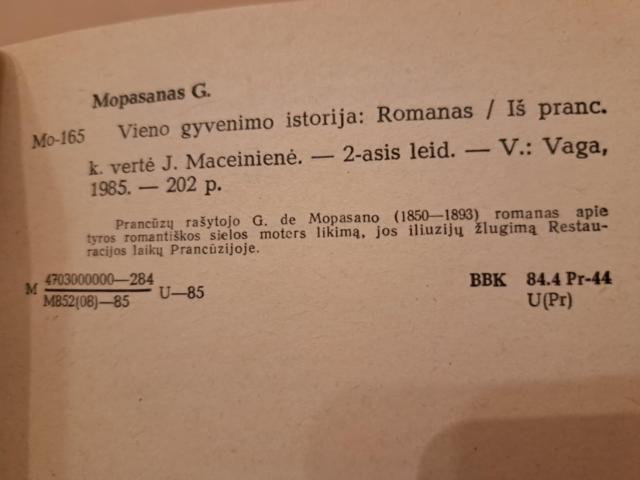 Mopasanas G.
Mo-165 Vieno gyvenimo istorija: Romanas / Iš pranc.
k. vertė J. Maceinienė. — 2-asis leid. — V.: Vaga,
1985. — 202 p.
Prancūzų rašytojo G. de Mopasano (1850—1893) romanas apie
tyros romantiškos sielos moters likimą, jos iliuzijų žlugimą Restau-
racijos laikų Prancūzijoje.
M 4703000000—284 U—85 BBK 84.4 Pr-44
M852(08)—85 U(Pr)